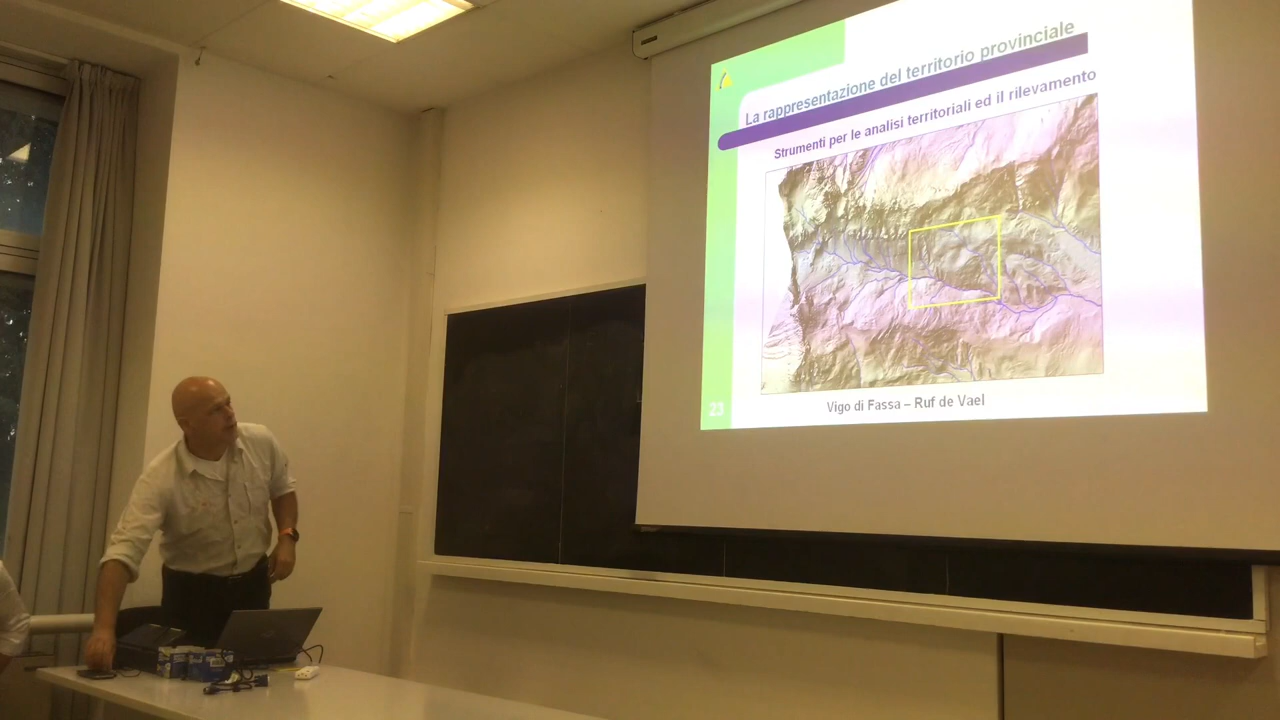 La rappresentazione del territorio provinciale
Strumenti per le analisi territoriali ed il rilevamento
Vigo di Fassa – Ruf de Vael
23